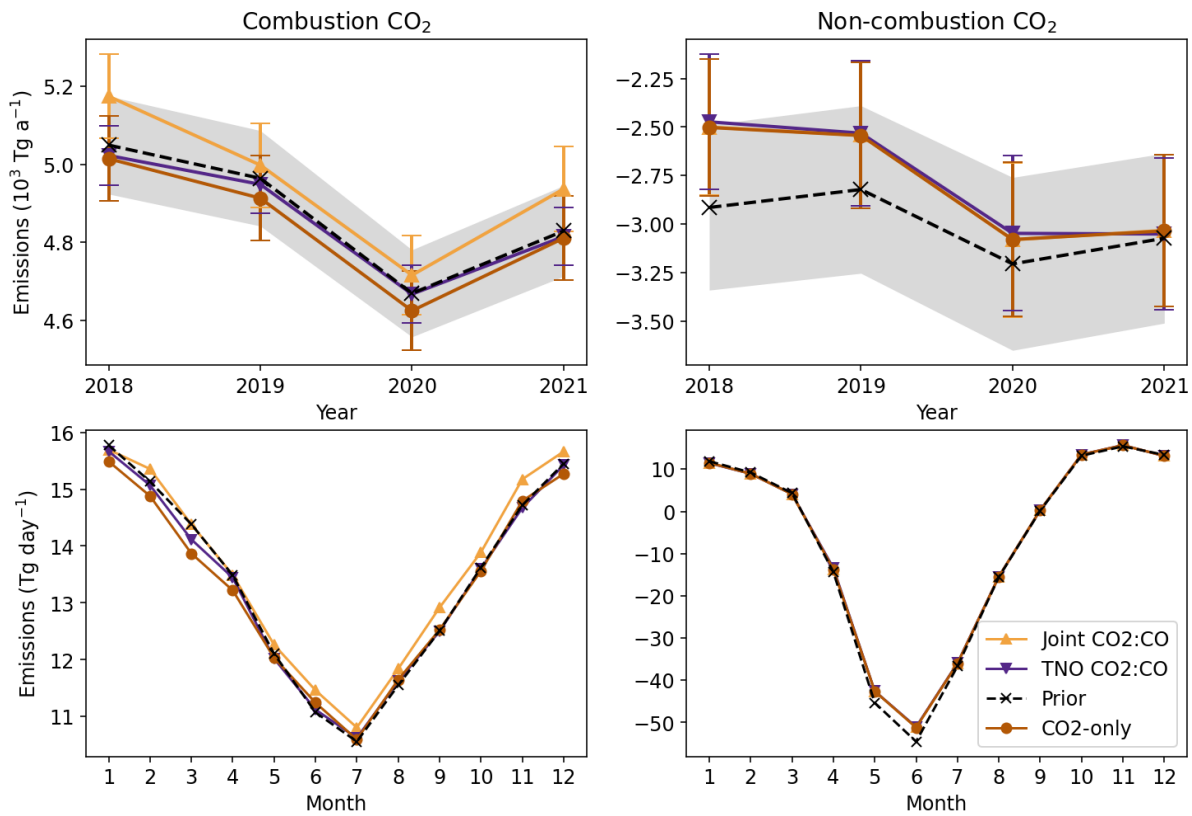 Combustion CO₂
Non-combustion CO₂
Emissions (10³ Tg a⁻¹)
5.2
5.0
4.8
4.6
2018 2019 2020 2021
Year
−2.25
−2.50
−2.75
−3.00
−3.25
−3.50
2018 2019 2020 2021
Year
Emissions (Tg day⁻¹)
16
15
14
13
12
11
1 2 3 4 5 6 7 8 9 10 11 12
Month
10
0
−10
−20
−30
−40
−50
Joint CO2:CO
TNO CO2:CO
Prior
CO2-only
1 2 3 4 5 6 7 8 9 10 11 12
Month